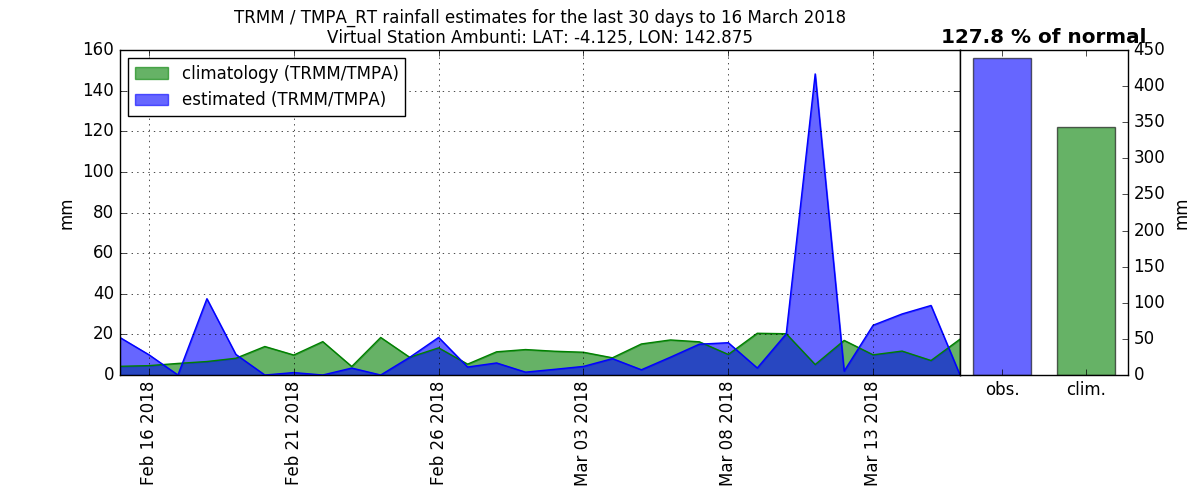 TRMM / TMPA_RT rainfall estimates for the last 30 days to 16 March 2018
Virtual Station Ambunti: LAT: -4.125, LON: 142.875
127.8 % of normal
climatology (TRMM/TMPA)
estimated (TRMM/TMPA)
160
140
120
100
80
60
40
20
0
mm
Feb 16 2018
Feb 21 2018
Feb 26 2018
Mar 03 2018
Mar 08 2018
Mar 13 2018
450
400
350
300
250
200
150
100
50
0
mm
obs.
clim.